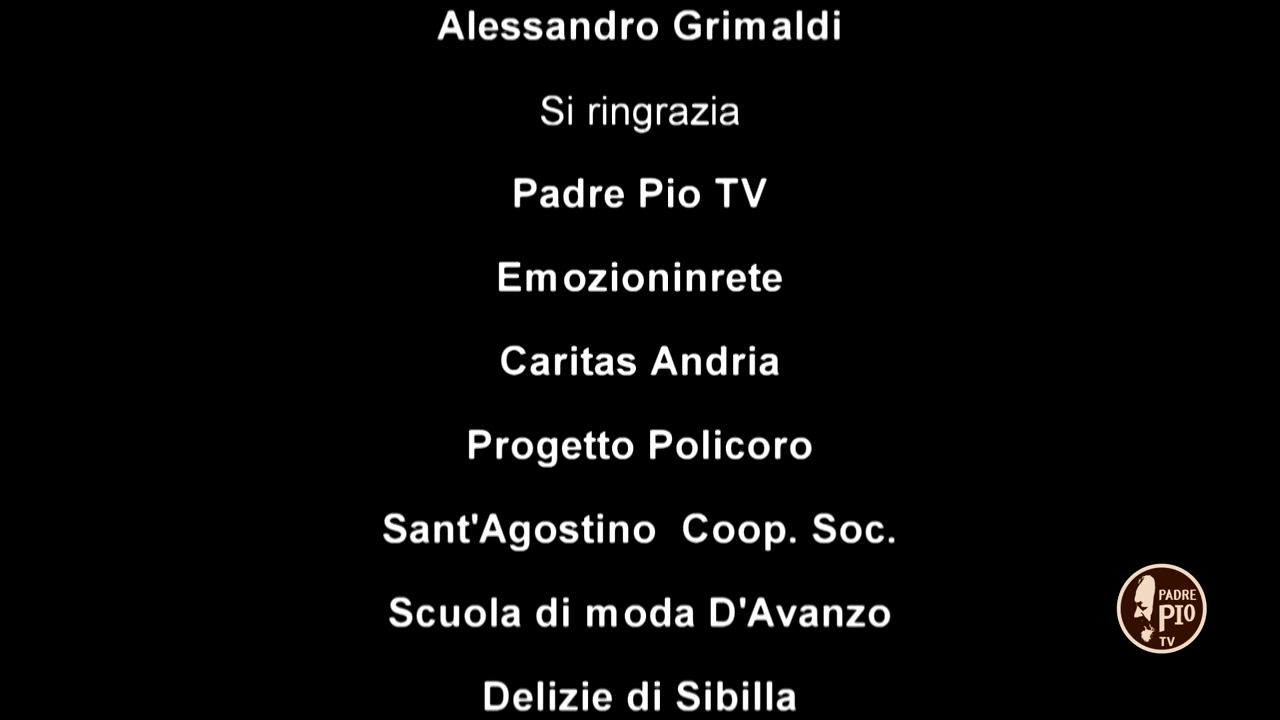 Alessandro Grimaldi
Si ringrazia
Padre Pio TV
Emozioninrete
Caritas Andria
Progetto Policoro
Sant'Agostino  Coop. Soc.
Scuola di moda D'Avanzo
Delizie di Sibilla
PADRE
PIO
TV